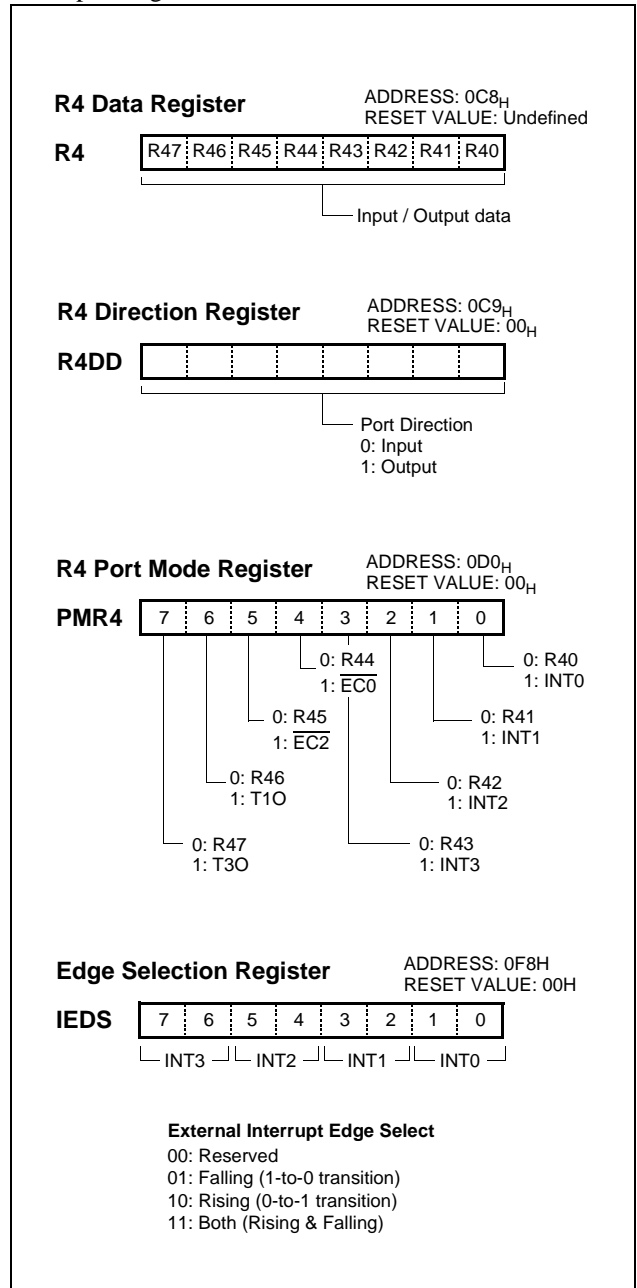 R4 Data Register
ADDRESS: 0C8H
RESET VALUE: Undefined
R4
R47 R46 R45 R44 R43 R42 R41 R40
Input / Output data
R4 Direction Register
ADDRESS: 0C9H
RESET VALUE: 00H
R4DD
Port Direction
0: Input
1: Output
R4 Port Mode Register
ADDRESS: 0D0H
RESET VALUE: 00H
PMR4
7 6 5 4 3 2 1 0
0: R44
1: EC0
0: R40
1: INT0
0: R45
1: EC2
0: R41
1: INT1
0: R46
1: T1O
0: R42
1: INT2
0: R47
1: T3O
0: R43
1: INT3
Edge Selection Register
ADDRESS: 0F8H
RESET VALUE: 00H
IEDS
7 6 5 4 3 2 1 0
INT3 INT2 INT1 INT0
External Interrupt Edge Select
00: Reserved
01: Falling (1-to-0 transition)
10: Rising (0-to-1 transition)
11: Both (Rising & Falling)